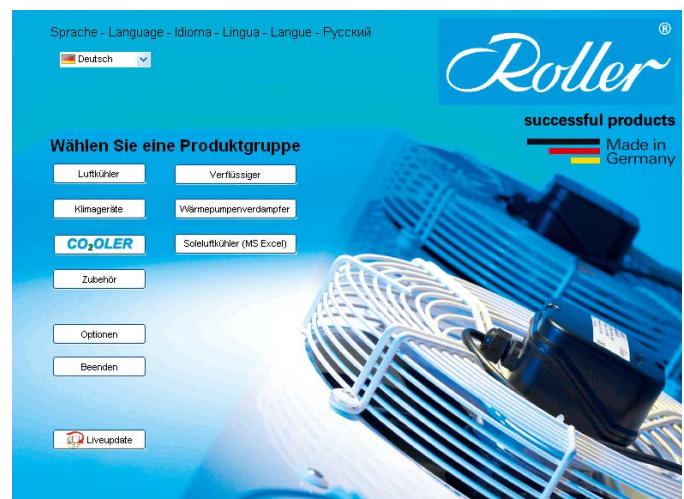 Sprache - Language - Idioma - Lingua - Langue - Русский
Deutsch
Roller®
successful products
Made in
Germany
Wählen Sie eine Produktgruppe
Luftkühler
Verflüssiger
Klimageräte
Wärmepumpenverdampfer
CO₂OLER
Soleluftkühler (MS Excel)
Zubehör
Optionen
Beenden
Liveupdate